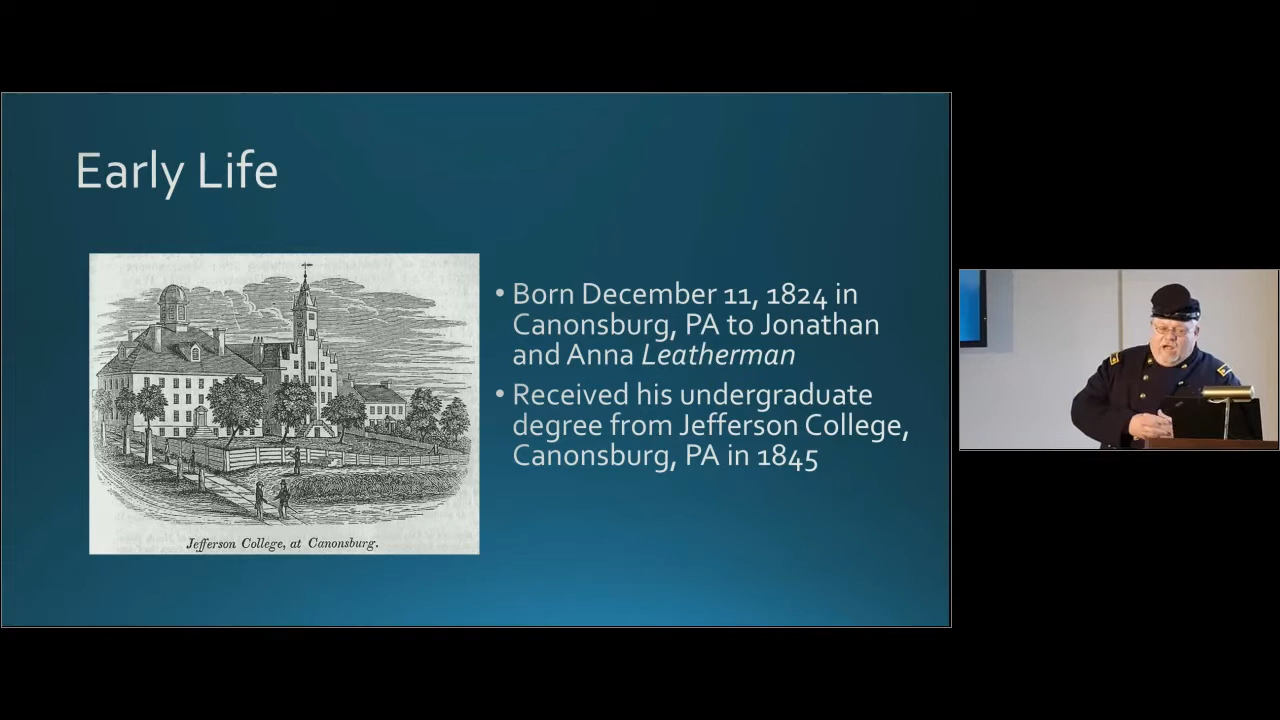 Early Life
• Born December 11, 1824 in
Canonsburg, PA to Jonathan
and Anna Leatherman
• Received his undergraduate
degree from Jefferson College,
Canonsburg, PA in 1845
Jefferson College, at Canonsburg.